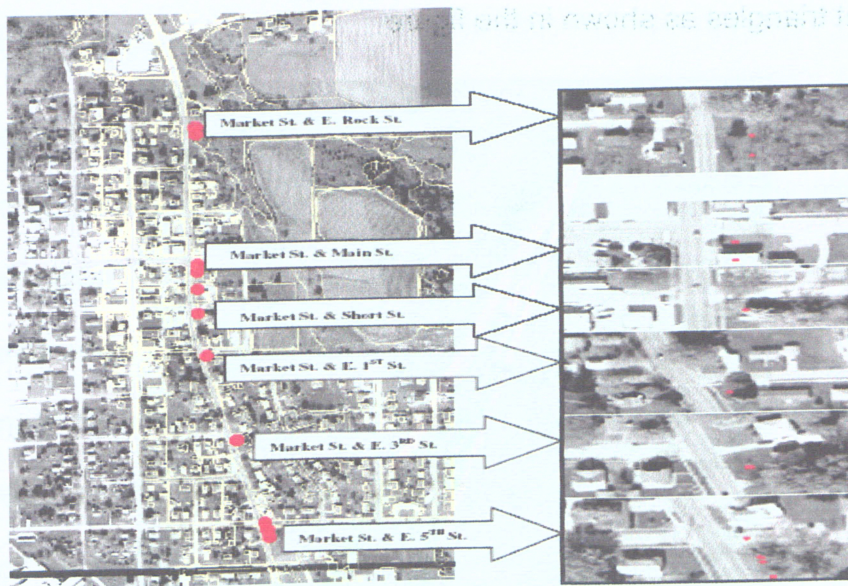 Market St. & E. Rock St.
Market St. & Main St.
Market St. & Short St.
Market St. & E. 1ST St.
Market St. & E. 3RD St.
Market St. & E. 5TH St.